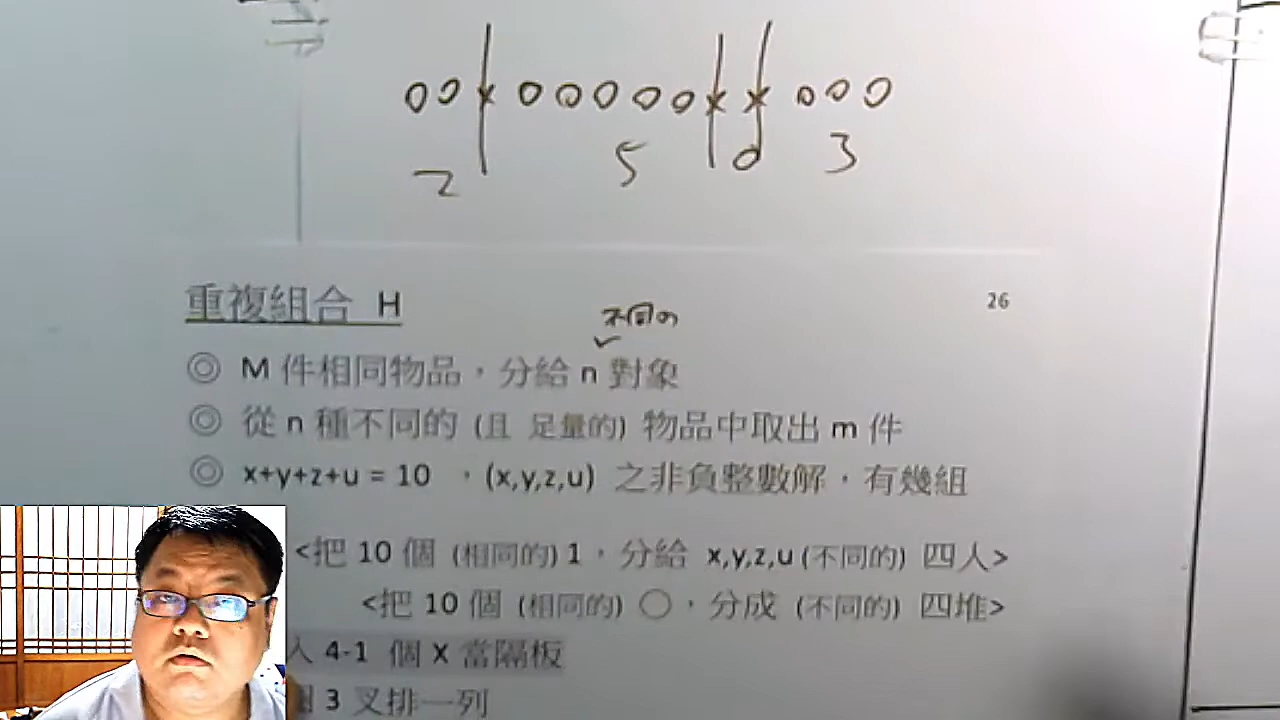 OO×OOOOO××OOO
2 5 0 3
重複組合 H
26
不同の
◎ M 件相同物品，分給 n 對象
◎ 從 n 種不同的 (且 足量的) 物品中取出 m 件
◎ x+y+z+u = 10 ，(x,y,z,u) 之非負整數解，有幾組
<把 10 個 (相同的) 1，分給 x,y,z,u (不同的) 四人>
<把 10 個 (相同的) ○，分成 (不同的) 四堆>
人 4-1 個 X 當隔板
3 叉排一列